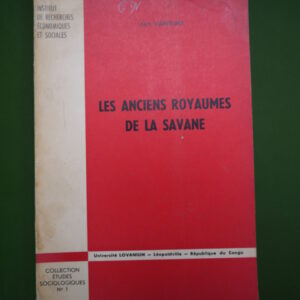 INSTITUT
DE RECHERCHES
ÉCONOMIQUES
ET SOCIALES
LES ANCIENS ROYAUMES
DE LA SAVANE
Université LOVANIUM – Léopoldville – République du Congo
COLLECTION
ÉTUDES
SOCIOLOGIQUES
N° 1